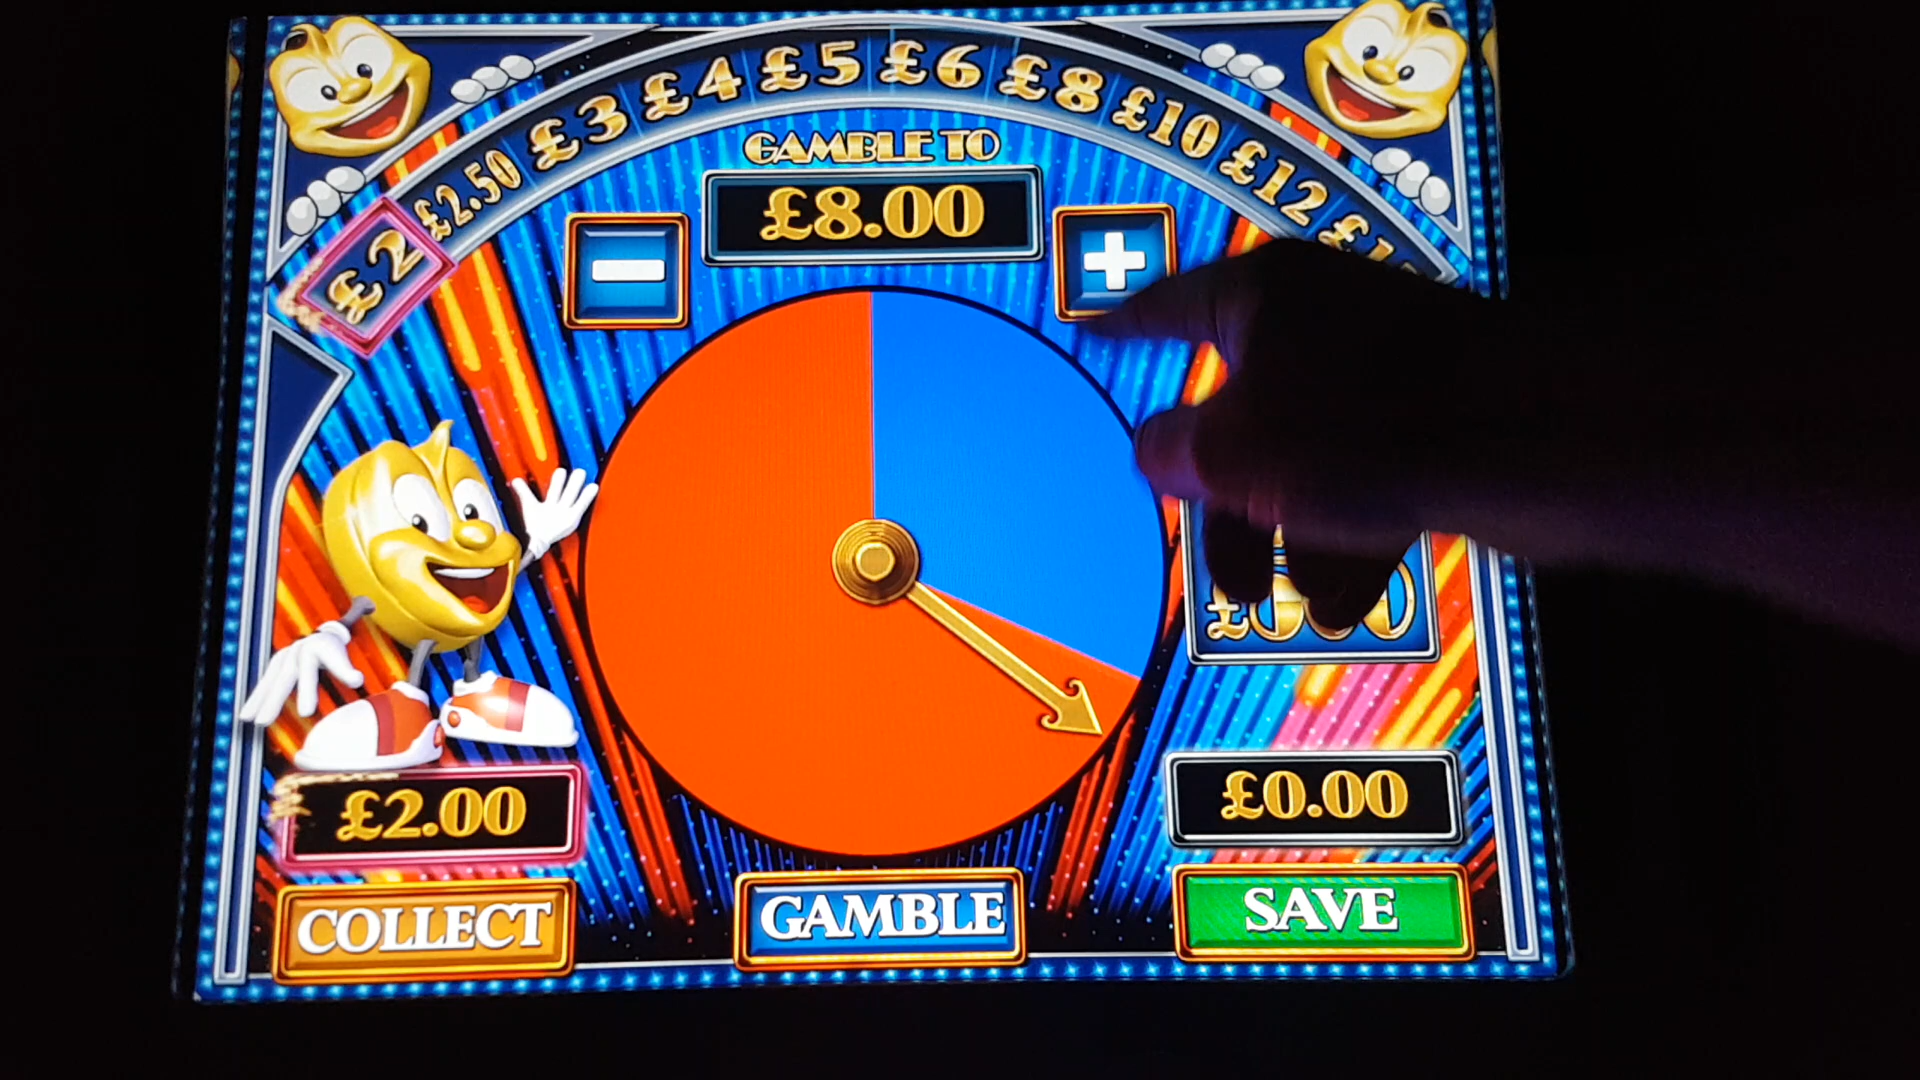 £2 £2.50 £3 £4 £5 £6 £8 £10 £12
GAMBLE TO
£8.00
£2.00
£0.00
COLLECT
GAMBLE
SAVE